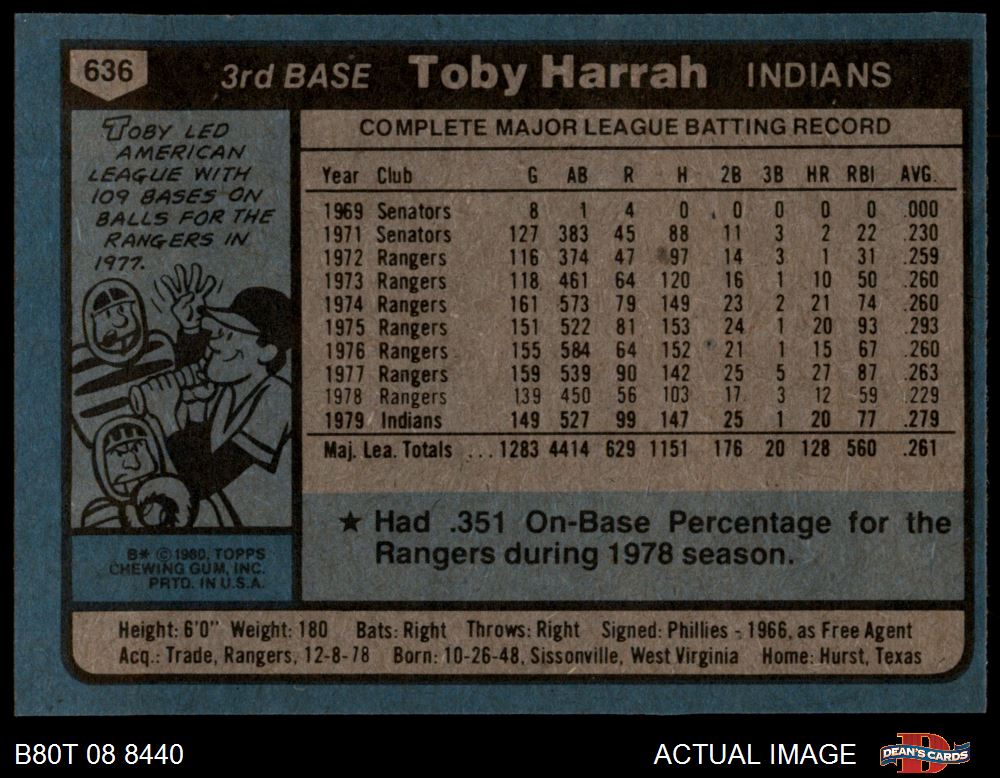 636 3rd BASE Toby Harrah INDIANS
TOBY LED
AMERICAN
LEAGUE WITH
109 BASES ON
BALLS FOR THE
RANGERS IN
1977.
B* © 1980, TOPPS
CHEWING GUM, INC.
PRTD. IN U.S.A.
COMPLETE MAJOR LEAGUE BATTING RECORD
Year Club G AB R H 2B 3B HR RBI AVG.
1969 Senators 8 1 4 0 0 0 0 0 .000
1971 Senators 127 383 45 88 11 3 2 22 .230
1972 Rangers 116 374 47 97 14 3 1 31 .259
1973 Rangers 118 461 64 120 16 1 10 50 .260
1974 Rangers 161 573 79 149 23 2 21 74 .260
1975 Rangers 151 522 81 153 24 1 20 93 .293
1976 Rangers 155 584 64 152 21 1 15 67 .260
1977 Rangers 159 539 90 142 25 5 27 87 .263
1978 Rangers 139 450 56 103 17 3 12 59 .229
1979 Indians 149 527 99 147 25 1 20 77 .279
Maj. Lea. Totals ... 1283 4414 629 1151 176 20 128 560 .261
★ Had .351 On-Base Percentage for the
Rangers during 1978 season.
Height: 6'0" Weight: 180 Bats: Right Throws: Right Signed: Phillies - 1966, as Free Agent
Acq.: Trade, Rangers, 12-8-78 Born: 10-26-48, Sissonville, West Virginia Home: Hurst, Texas
B80T 08 8440 ACTUAL IMAGE D DEAN'S CARDS